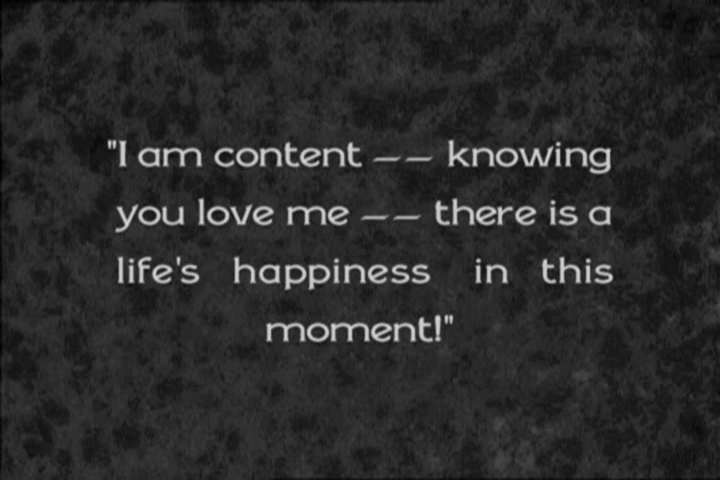 "I am content –– knowing
you love me –– there is a
life's happiness in this
moment!"